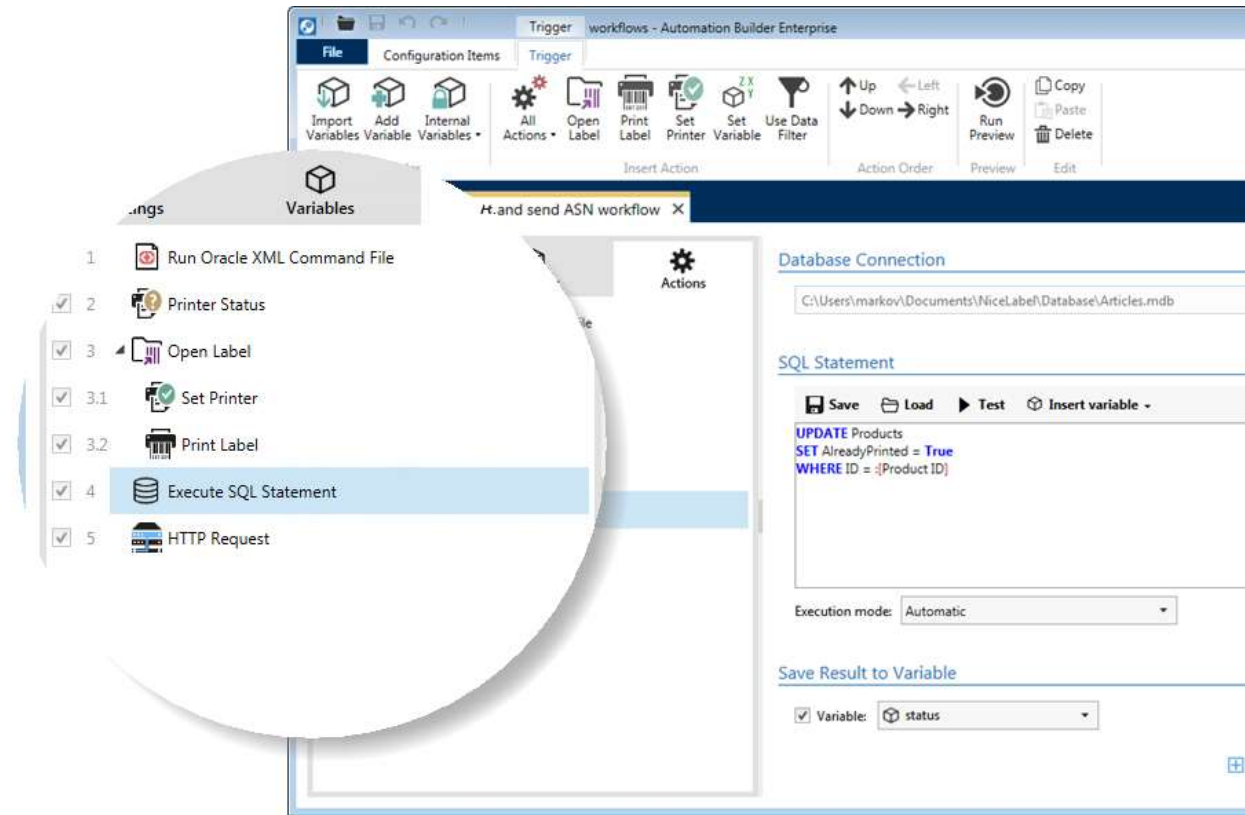 Trigger workflows - Automation Builder Enterprise
File Configuration Items Trigger
Import Variables
Add Variable
Internal Variables
All Actions
Open Label
Print Label
Set Printer
Set Variable
Use Data Filter
Up Left
Down Right
Run Preview
Copy
Paste
Delete
Insert Action
Action Order
Preview
Edit
Variables
and send ASN workflow
Actions
1 Run Oracle XML Command File
2 Printer Status
3 Open Label
3.1 Set Printer
3.2 Print Label
4 Execute SQL Statement
5 HTTP Request
Database Connection
C:\Users\markov\Documents\NiceLabel\Database\Articles.mdb
SQL Statement
Save Load Test Insert variable
UPDATE Products
SET AlreadyPrinted = True
WHERE ID = :[Product ID]
Execution mode: Automatic
Save Result to Variable
Variable: status